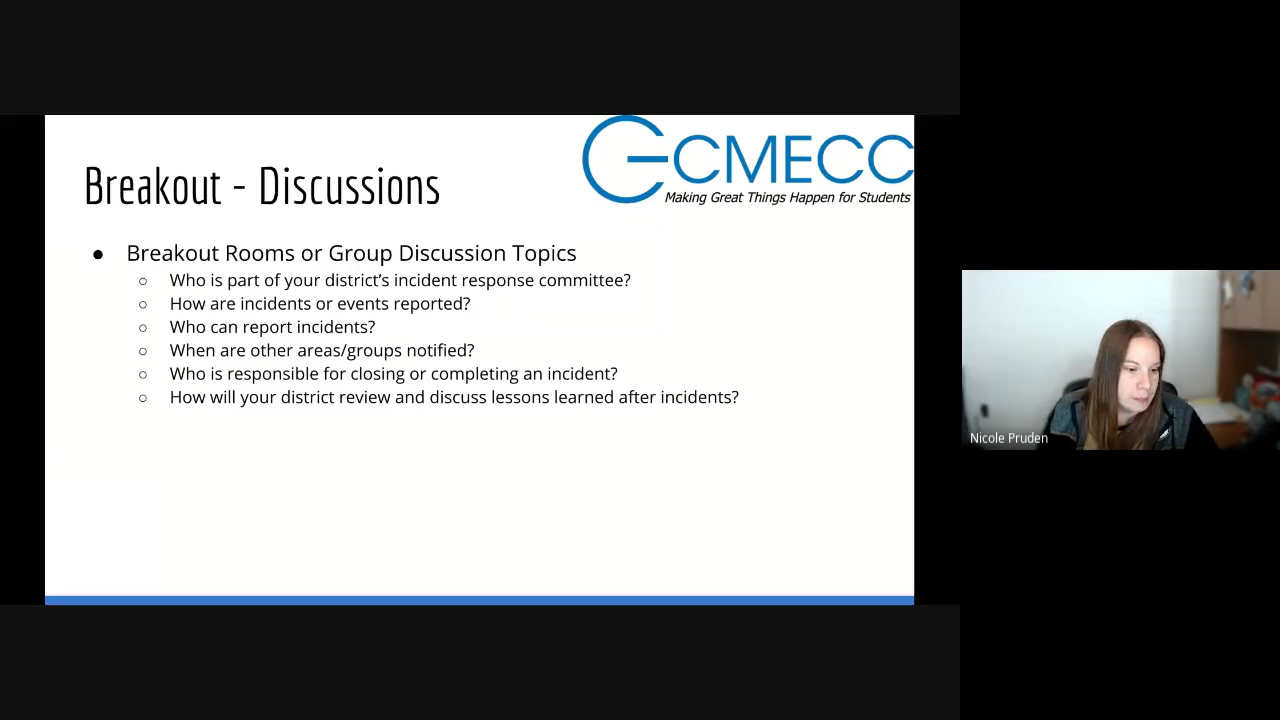 CMECC
Making Great Things Happen for Students
Breakout - Discussions
● Breakout Rooms or Group Discussion Topics
○ Who is part of your district’s incident response committee?
○ How are incidents or events reported?
○ Who can report incidents?
○ When are other areas/groups notified?
○ Who is responsible for closing or completing an incident?
○ How will your district review and discuss lessons learned after incidents?
Nicole Pruden